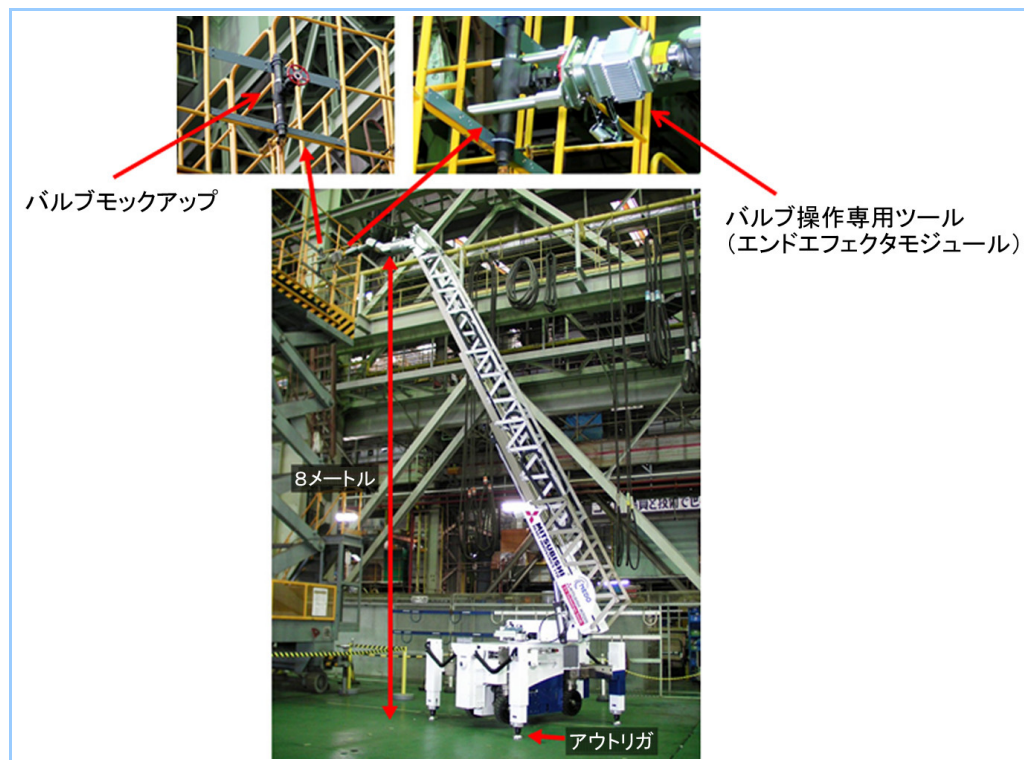 バルブモックアップ
バルブ操作専用ツール
（エンドエフェクタモジュール）
８メートル
MITSUBISHI
NEDO
アウトリガ